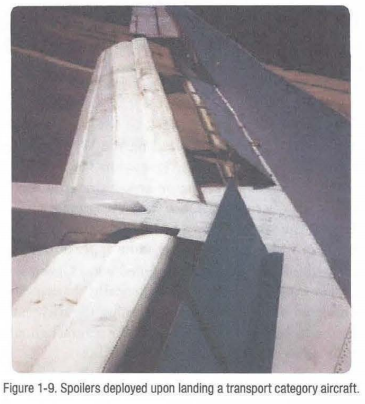 Figure 1-9. Spoilers deployed upon landing a transport category aircraft.